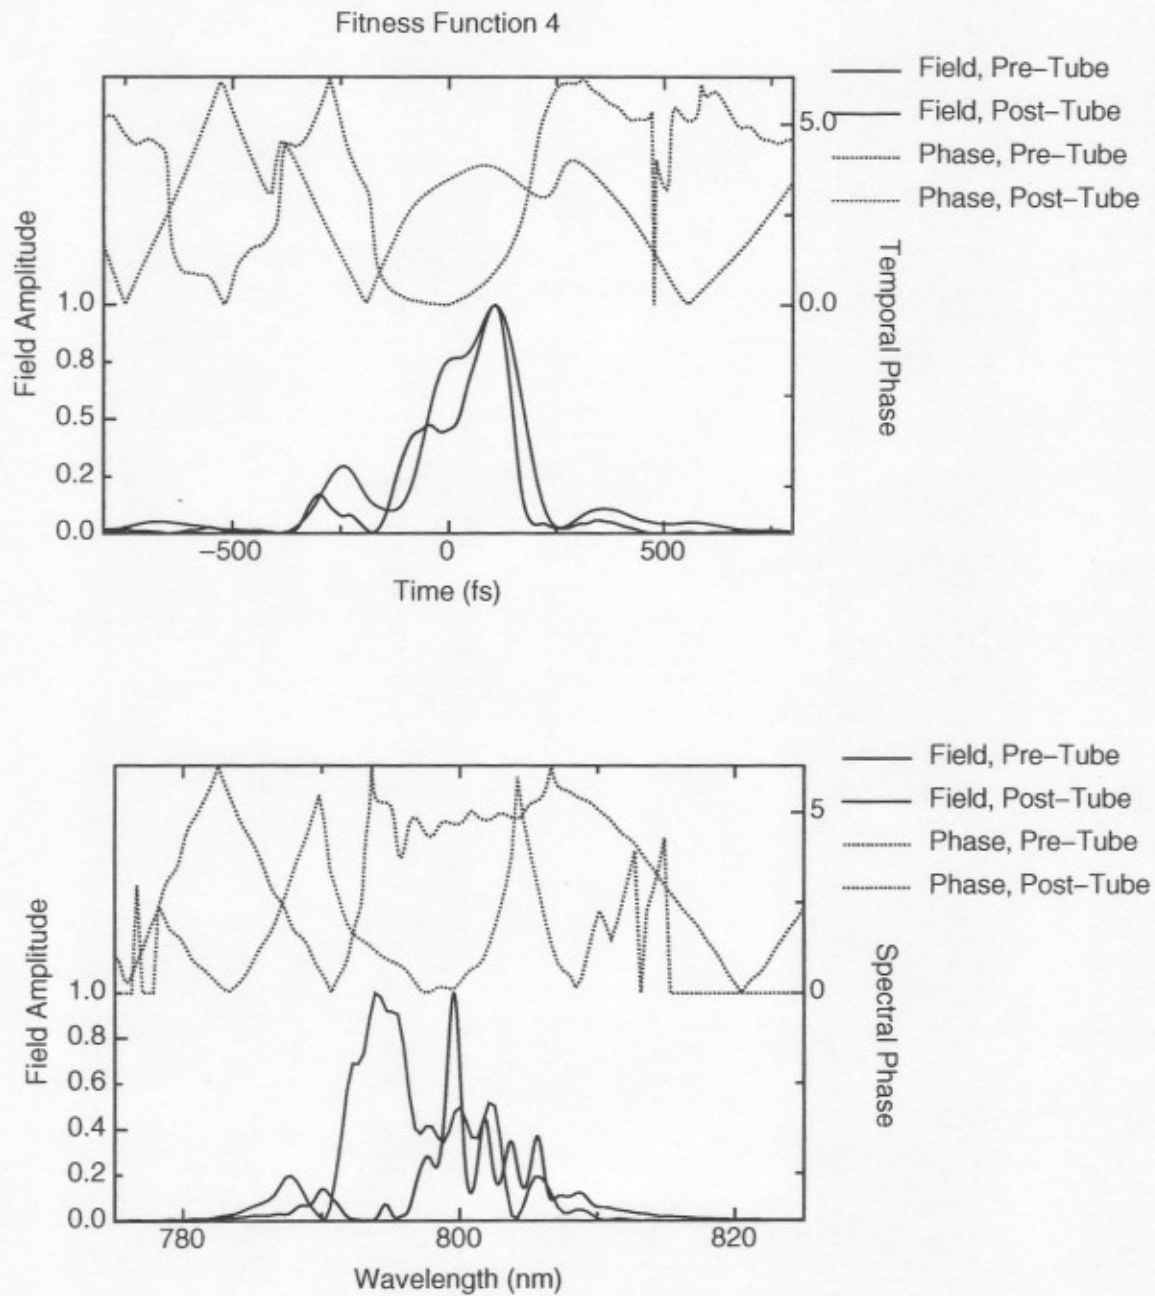 Fitness Function 4
Field, Pre–Tube
Field, Post–Tube
Phase, Pre–Tube
Phase, Post–Tube
5.0
0.0
Temporal Phase
Field Amplitude
1.0
0.8
0.5
0.2
0.0
–500
0
500
Time (fs)
Field, Pre–Tube
Field, Post–Tube
Phase, Pre–Tube
Phase, Post–Tube
5
0
Spectral Phase
Field Amplitude
1.0
0.8
0.6
0.4
0.2
0.0
780
800
820
Wavelength (nm)